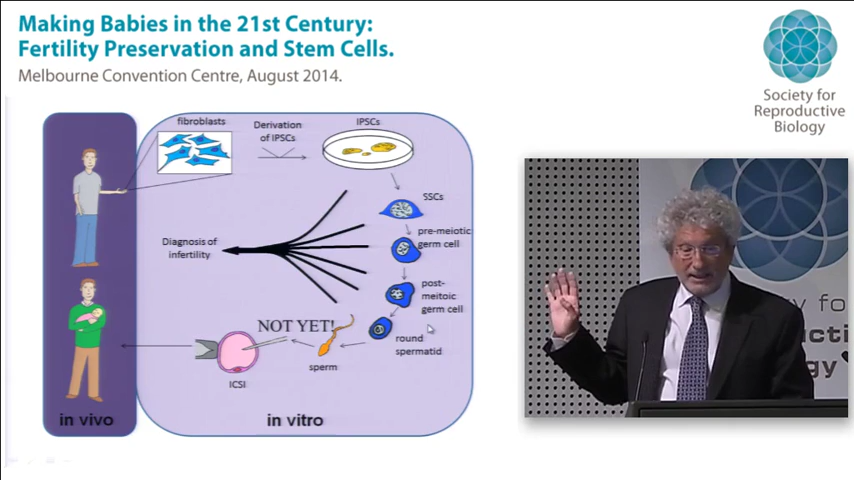 Making Babies in the 21st Century:
Fertility Preservation and Stem Cells.
Melbourne Convention Centre, August 2014.
Society for
Reproductive
Biology
fibroblasts
Derivation
of IPSCs
IPSCs
SSCs
pre-meiotic
germ cell
Diagnosis of
infertility
post-
meitoic
germ cell
NOT YET!
round
spermatid
sperm
ICSI
in vivo
in vitro